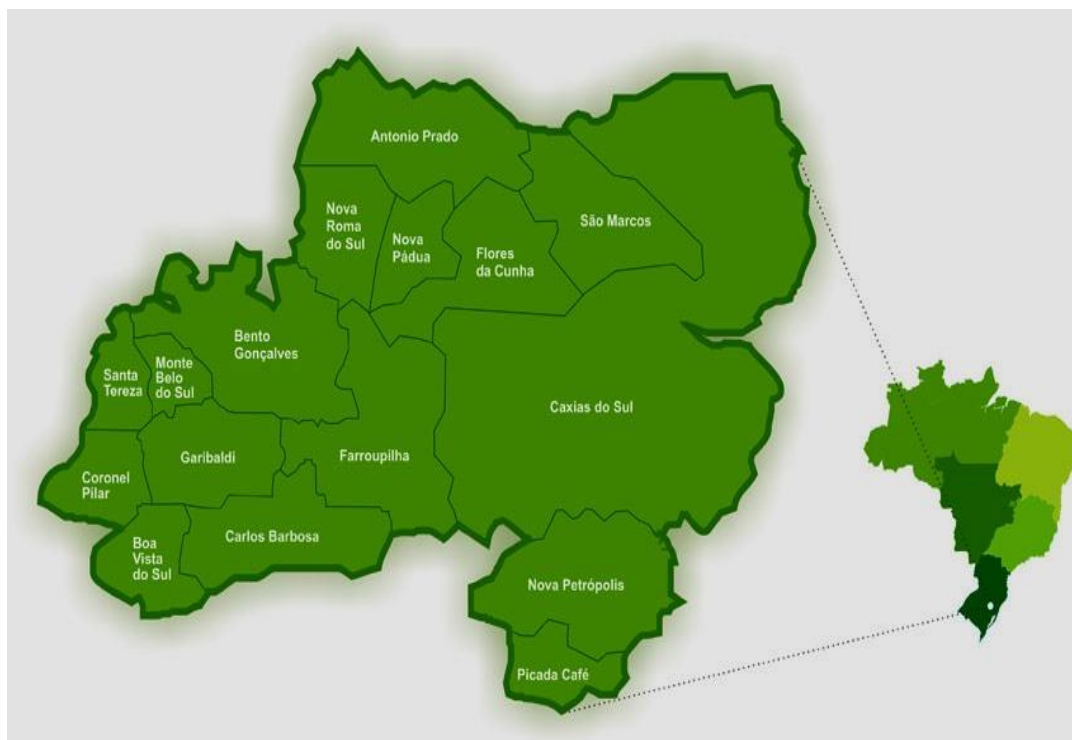 Antonio Prado
Nova
Roma
do Sul
Nova
Pádua
Flores
da Cunha
São Marcos
Bento
Gonçalves
Santa
Tereza
Monte
Belo
do Sul
Caxias do Sul
Garibaldi
Farroupilha
Coronel
Pilar
Boa
Vista
do Sul
Carlos Barbosa
Nova Petrópolis
Picada Café